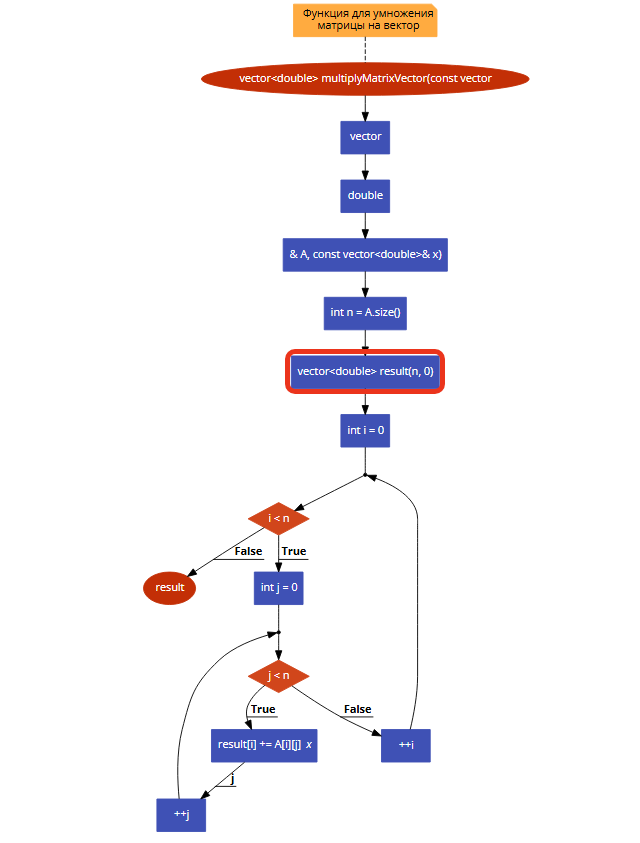 Функция для умножения
матрицы на вектор
vector<double> multiplyMatrixVector(const vector
vector
double
& A, const vector<double>& x)
int n = A.size()
vector<double> result(n, 0)
int i = 0
i < n
False
True
result
int j = 0
j < n
True
False
result[i] += A[i][j] x
++i
j
++j